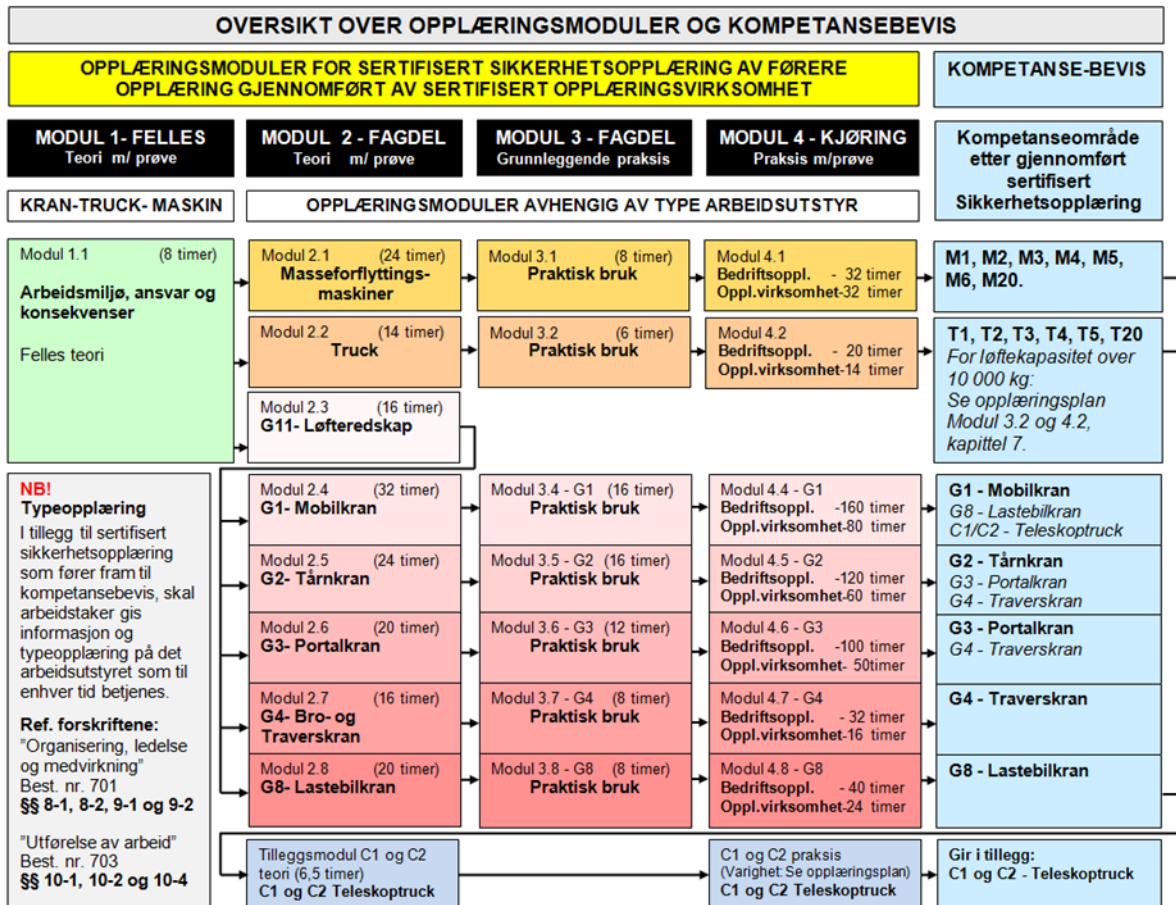 OVERSIKT OVER OPPLÆRINGSMODULER OG KOMPETANSEBEVIS
OPPLÆRINGSMODULER FOR SERTIFISERT SIKKERHETSOPPLÆRING AV FØRERE
OPPLÆRING GJENNOMFØRT AV SERTIFISERT OPPLÆRINGSVIRKSOMHET
KOMPETANSE-BEVIS
MODUL 1- FELLES
Teori m/ prøve
MODUL 2 - FAGDEL
Teori m/ prøve
MODUL 3 - FAGDEL
Grunnleggende praksis
MODUL 4 - KJØRING
Praksis m/prøve
Kompetanseområde
etter gjennomført
sertifisert
Sikkerhetsopplæring
KRAN-TRUCK- MASKIN
OPPLÆRINGSMODULER AVHENGIG AV TYPE ARBEIDSUTSTYR
Modul 1.1 (8 timer)
Arbeidsmiljø, ansvar og
konsekvenser
Felles teori
Modul 2.1 (24 timer)
Masseforflyttings-
maskiner
Modul 3.1 (8 timer)
Praktisk bruk
Modul 4.1
Bedriftsoppl. - 32 timer
Oppl.virksomhet-32 timer
M1, M2, M3, M4, M5,
M6, M20.
Modul 2.2 (14 timer)
Truck
Modul 3.2 (6 timer)
Praktisk bruk
Modul 4.2
Bedriftsoppl. - 20 timer
Oppl.virksomhet-14 timer
T1, T2, T3, T4, T5, T20
For løftekapasitet over
10 000 kg:
Se opplæringsplan
Modul 3.2 og 4.2,
kapittel 7.
Modul 2.3 (16 timer)
G11- Løfteredskap
NB!
Typeopplæring
I tillegg til sertifisert
sikkerhetsopplæring
som fører fram til
kompetansebevis, skal
arbeidstaker gis
informasjon og
typeopplæring på det
arbeidsutstyret som til
enhver tid betjenes.
Ref. forskriftene:
"Organisering, ledelse
og medvirkning"
Best. nr. 701
§§ 8-1, 8-2, 9-1 og 9-2
"Utførelse av arbeid"
Best. nr. 703
§§ 10-1, 10-2 og 10-4
Modul 2.4 (32 timer)
G1- Mobilkran
Modul 3.4 - G1 (16 timer)
Praktisk bruk
Modul 4.4 - G1
Bedriftsoppl. -160 timer
Oppl.virksomhet-80 timer
G1 - Mobilkran
G8 - Lastebilkran
C1/C2 - Teleskoptruck
Modul 2.5 (24 timer)
G2- Tårnkran
Modul 3.5 - G2 (16 timer)
Praktisk bruk
Modul 4.5 - G2
Bedriftsoppl. -120 timer
Oppl.virksomhet-60 timer
G2 - Tårnkran
G3 - Portalkran
G4 - Traverskran
Modul 2.6 (20 timer)
G3- Portalkran
Modul 3.6 - G3 (12 timer)
Praktisk bruk
Modul 4.6 - G3
Bedriftsoppl. -100 timer
Oppl.virksomhet- 50timer
G3 - Portalkran
G4 - Traverskran
Modul 2.7 (16 timer)
G4- Bro- og
Traverskran
Modul 3.7 - G4 (8 timer)
Praktisk bruk
Modul 4.7 - G4
Bedriftsoppl. - 32 timer
Oppl.virksomhet-16 timer
G4 - Traverskran
Modul 2.8 (20 timer)
G8- Lastebilkran
Modul 3.8 - G8 (8 timer)
Praktisk bruk
Modul 4.8 - G8
Bedriftsoppl. - 40 timer
Oppl.virksomhet-24 timer
G8 - Lastebilkran
Tilleggsmodul C1 og C2
teori (6,5 timer)
C1 og C2 Teleskoptruck
C1 og C2 praksis
(Varighet: Se opplæringsplan)
C1 og C2 Teleskoptruck
Gir i tillegg:
C1 og C2 - Teleskoptruck